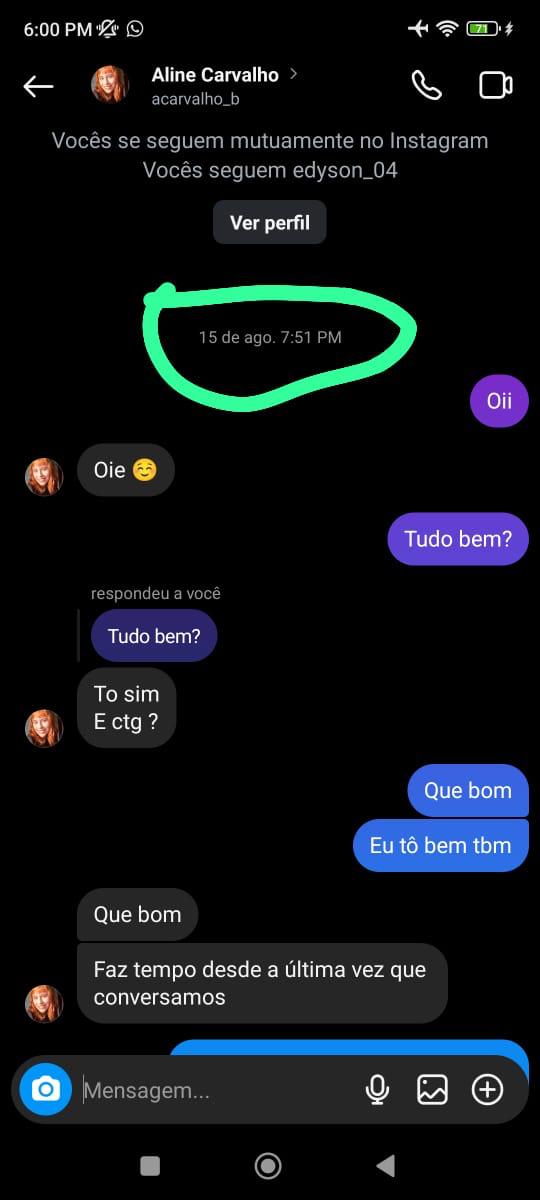 6:00 PM
71
Aline Carvalho
acarvalho_b
Vocês se seguem mutuamente no Instagram
Vocês seguem edyson_04
Ver perfil
15 de ago. 7:51 PM
Oii
Oie ☺️
Tudo bem?
respondeu a você
Tudo bem?
To sim
E ctg ?
Que bom
Eu tô bem tbm
Que bom
Faz tempo desde a última vez que
conversamos
Mensagem...